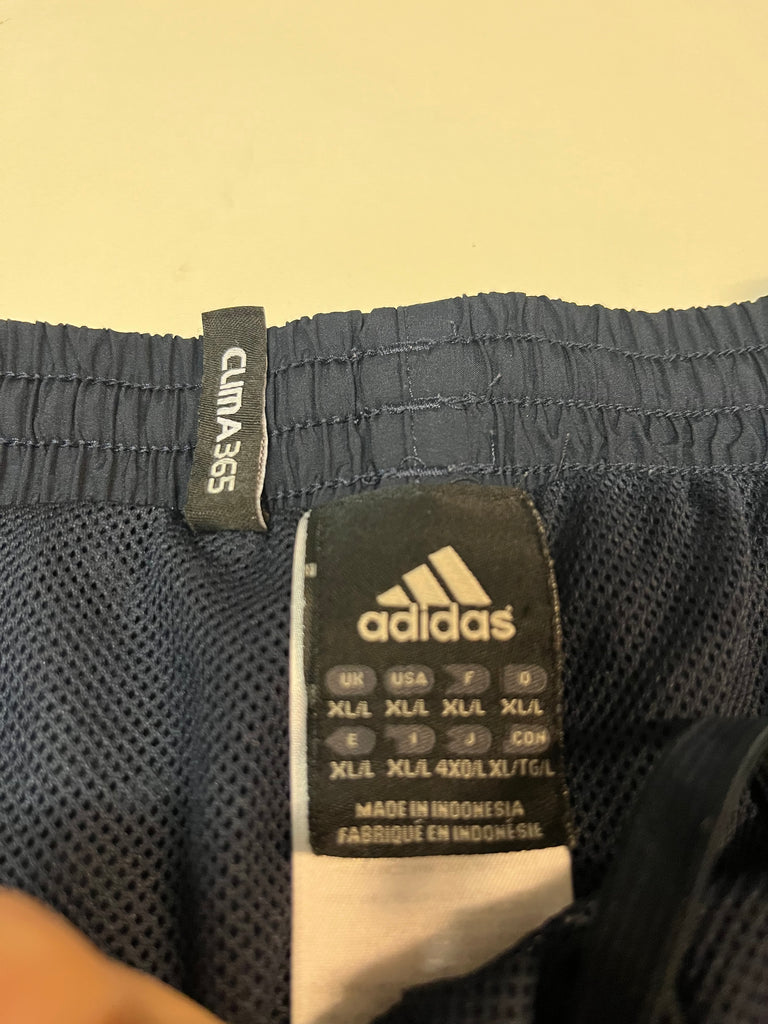 CLIMA365
adidas
UK USA F D
XL/L XL/L XL/L XL/L
E I J CDN
XL/L XL/L 4XO/L XL/TG/L
MADE IN INDONESIA
FABRIQUÉ EN INDONÉSIE